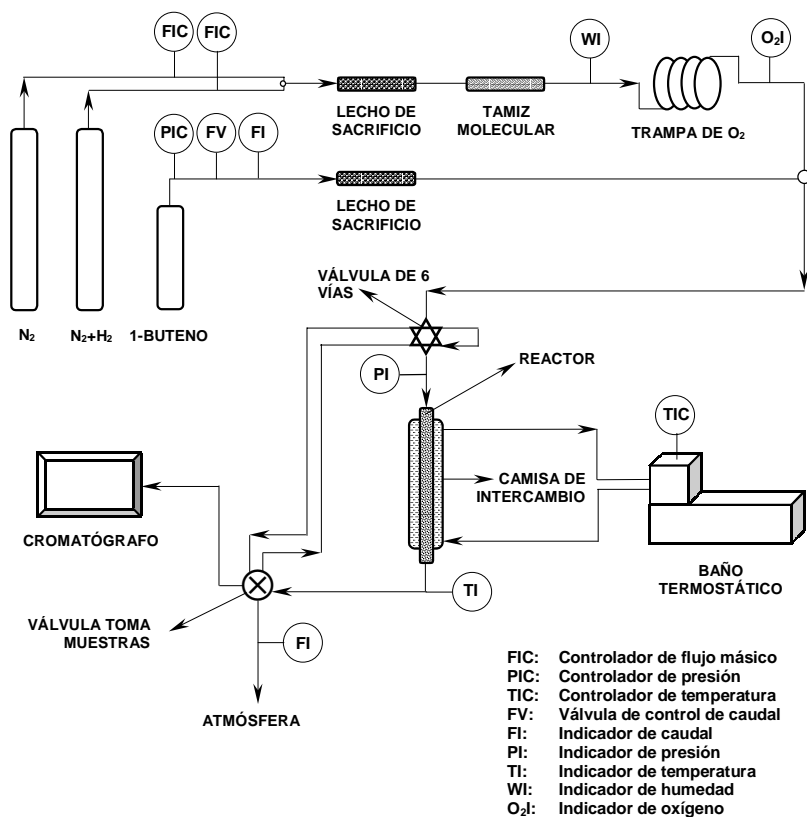 FIC
FIC
WI
O₂I
LECHO DE
SACRIFICIO
TAMIZ
MOLECULAR
TRAMPA DE O₂
PIC
FV
FI
LECHO DE
SACRIFICIO
N₂
N₂+H₂
1-BUTENO
VÁLVULA DE 6
VÍAS
PI
REACTOR
TIC
CAMISA DE
INTERCAMBIO
CROMATÓGRAFO
BAÑO
TERMOSTÁTICO
TI
VÁLVULA TOMA
MUESTRAS
FI
ATMÓSFERA
FIC: Controlador de flujo másico
PIC: Controlador de presión
TIC: Controlador de temperatura
FV: Válvula de control de caudal
FI: Indicador de caudal
PI: Indicador de presión
TI: Indicador de temperatura
WI: Indicador de humedad
O₂I: Indicador de oxígeno